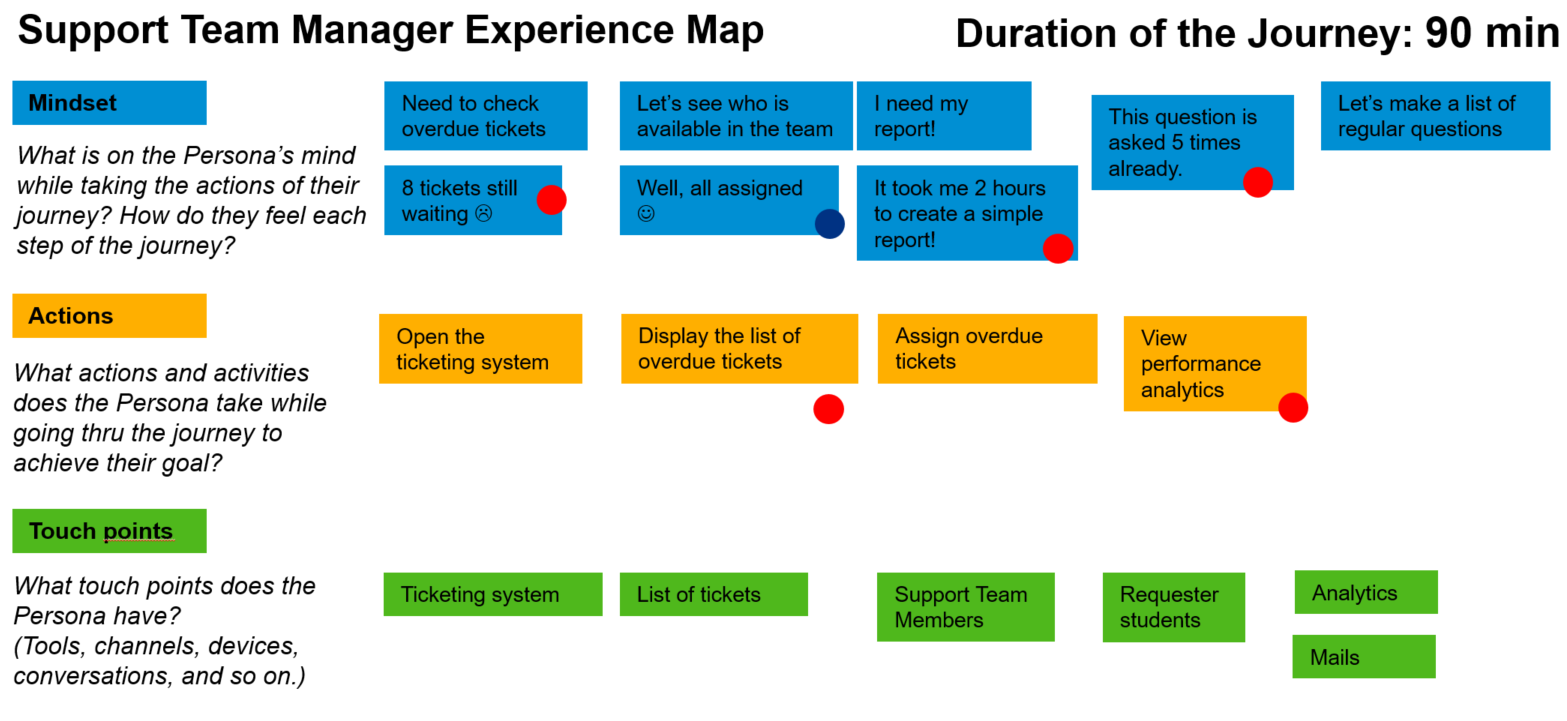 Support Team Manager Experience Map
Duration of the Journey: 90 min
Mindset
What is on the Persona's mind
while taking the actions of their
journey? How do they feel each
step of the journey?
Need to check
overdue tickets
8 tickets still
waiting ☹
Let's see who is
available in the team
Well, all assigned
☺
I need my
report!
It took me 2 hours
to create a simple
report!
This question is
asked 5 times
already.
Let's make a list of
regular questions
Actions
What actions and activities
does the Persona take while
going thru the journey to
achieve their goal?
Open the
ticketing system
Display the list of
overdue tickets
Assign overdue
tickets
View
performance
analytics
Touch points
What touch points does the
Persona have?
(Tools, channels, devices,
conversations, and so on.)
Ticketing system
List of tickets
Support Team
Members
Requester
students
Analytics
Mails